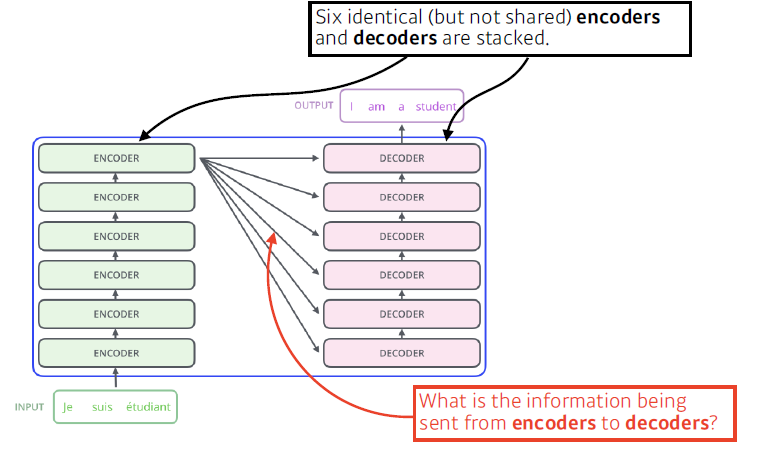 Six identical (but not shared) encoders
and decoders are stacked.
OUTPUT I am a student
ENCODER DECODER
ENCODER DECODER
ENCODER DECODER
ENCODER DECODER
ENCODER DECODER
ENCODER DECODER
INPUT Je suis étudiant
What is the information being
sent from encoders to decoders?